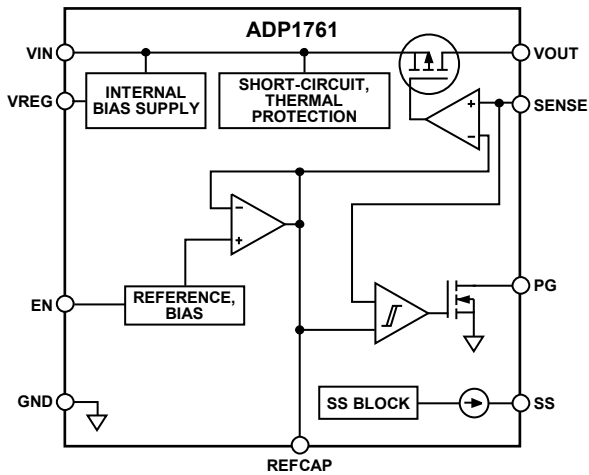 ADP1761
VIN
VOUT
VREG
INTERNAL
BIAS SUPPLY
SHORT-CIRCUIT,
THERMAL
PROTECTION
+
−
SENSE
−
+
EN
REFERENCE,
BIAS
PG
GND
SS BLOCK
SS
REFCAP